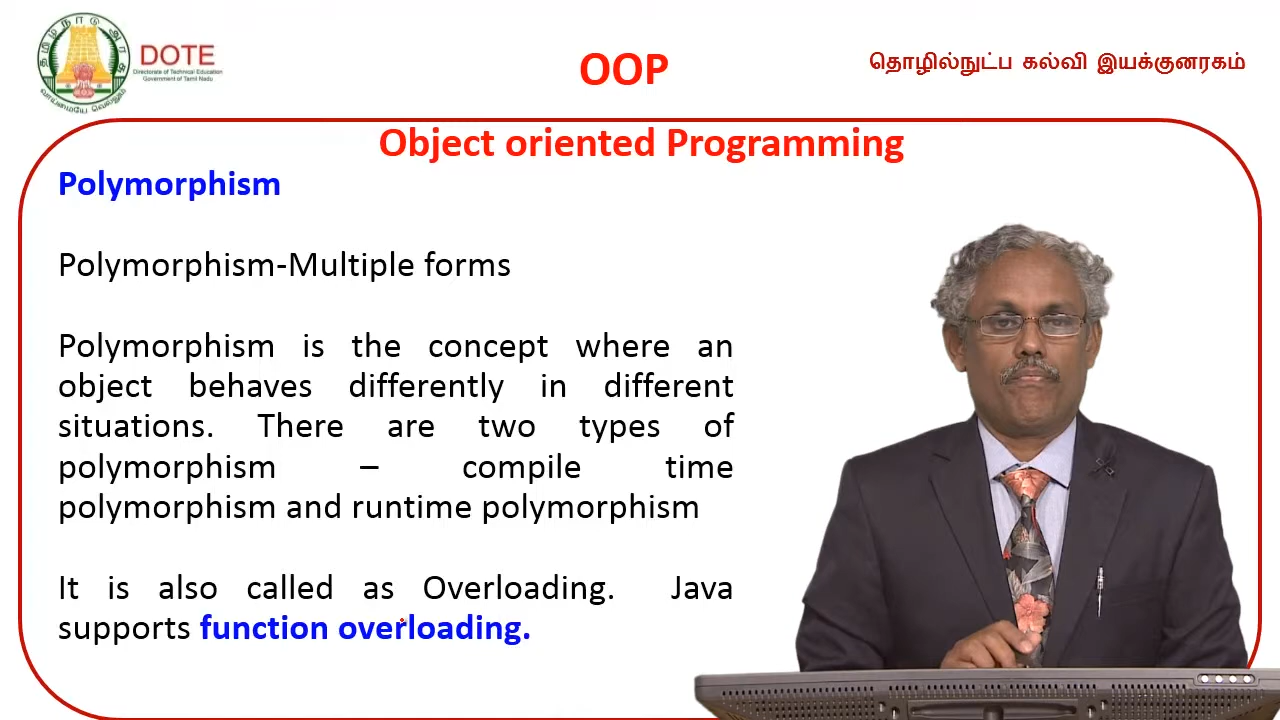 தமிழ்நாடு அரசு
வாய்மையே வெல்லும்
DOTE
Directorate of Technical Education
Government of Tamil Nadu
OOP
தொழில்நுட்ப கல்வி இயக்குனரகம்
Object oriented Programming
Polymorphism
Polymorphism-Multiple forms
Polymorphism is the concept where an
object behaves differently in different
situations. There are two types of
polymorphism – compile time
polymorphism and runtime polymorphism
It is also called as Overloading. Java
supports function overloading.